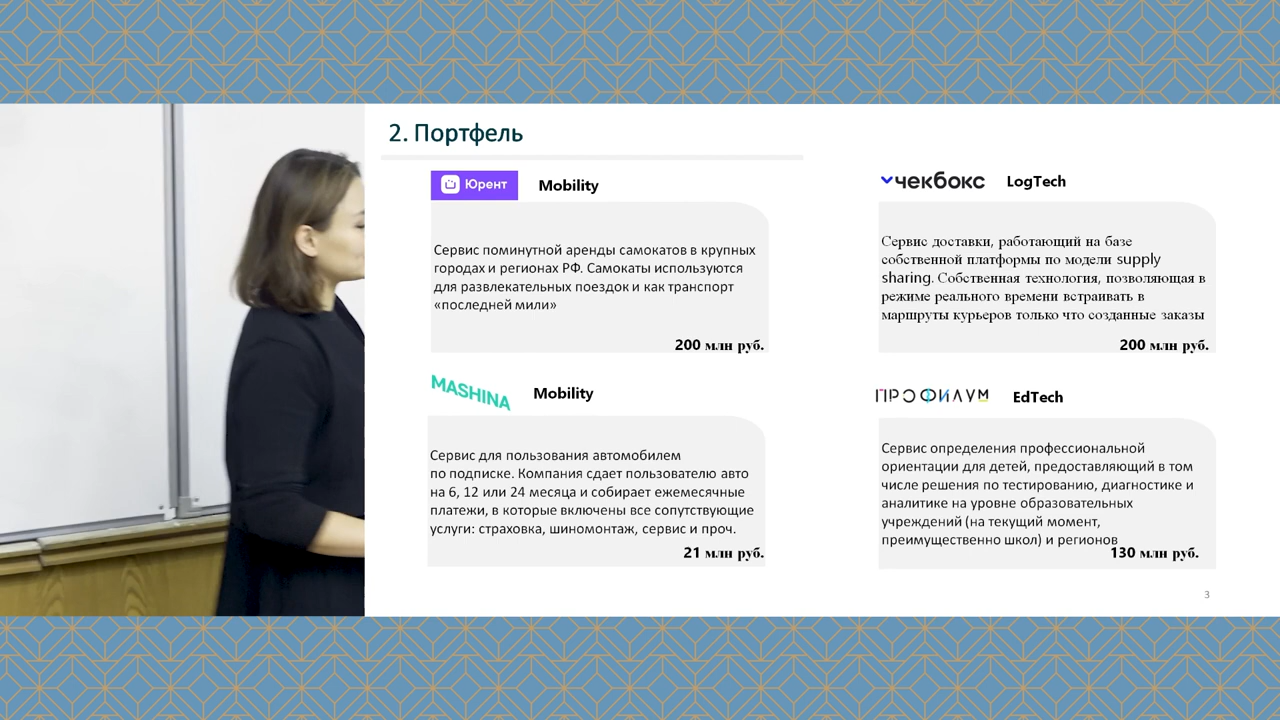 2. Портфель
Юрент
Mobility
Сервис поминутной аренды самокатов в крупных
городах и регионах РФ. Самокаты используются
для развлекательных поездок и как транспорт
«последней мили»
200 млн руб.
чекбокс
LogTech
Сервис доставки, работающий на базе
собственной платформы по модели supply
sharing. Собственная технология, позволяющая в
режиме реального времени встраивать в
маршруты курьеров только что созданные заказы
200 млн руб.
MASHINA
Mobility
Сервис для пользования автомобилем
по подписке. Компания сдает пользователю авто
на 6, 12 или 24 месяца и собирает ежемесячные
платежи, в которые включены все сопутствующие
услуги: страховка, шиномонтаж, сервис и проч.
21 млн руб.
ПРОФИЛУМ
EdTech
Сервис определения профессиональной
ориентации для детей, предоставляющий в том
числе решения по тестированию, диагностике и
аналитике на уровне образовательных
учреждений (на текущий момент,
преимущественно школ) и регионов
130 млн руб.
3